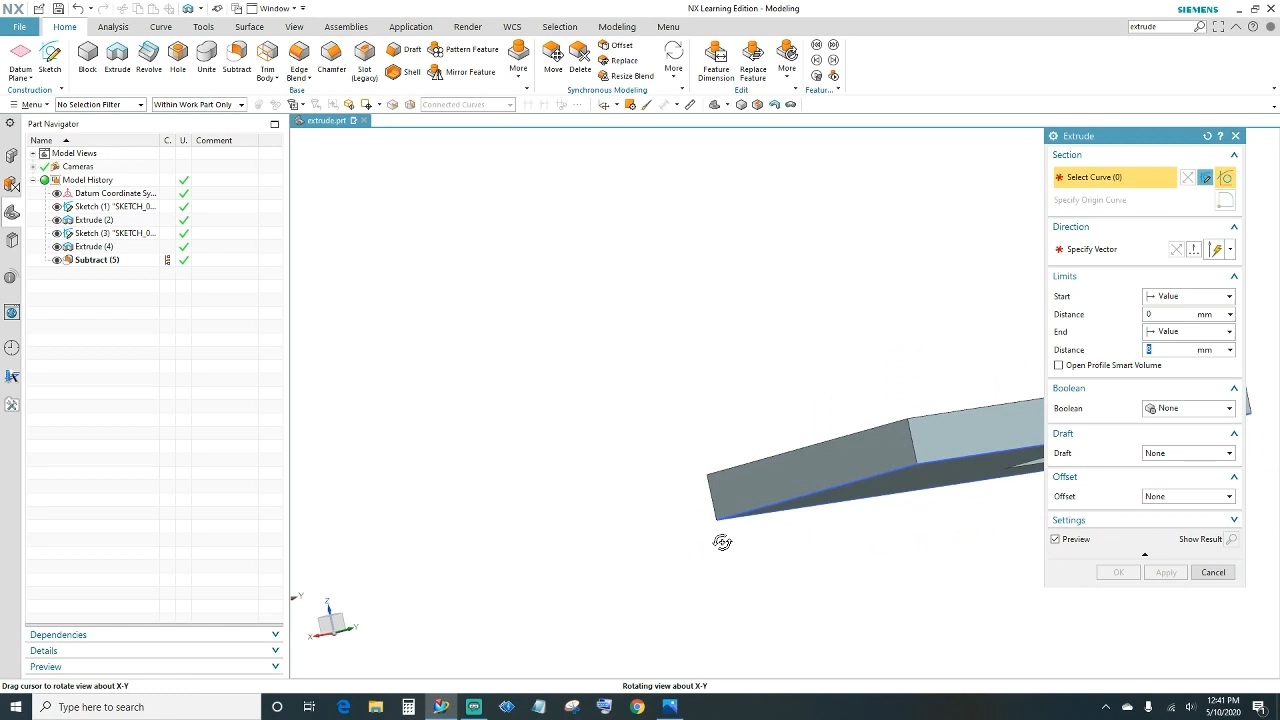 NX
Window
NX Learning Edition - Modeling
SIEMENS
File Home Analysis Curve Tools Surface View Assemblies Application Render WCS Selection Modeling Menu
extrude
Datum Plane Sketch Block Extrude Revolve Hole Unite Subtract Trim Body Edge Blend Chamfer Slot (Legacy) Draft Shell Pattern Feature Mirror Feature More Move Delete Offset Replace Resize Blend More Feature Dimension Replace Feature More
Construction Base Synchronous Modeling Edit Featur...
Menu No Selection Filter Within Work Part Only Connected Curves
Part Navigator
extrude.prt
Name C. U. Comment
Model Views
Cameras
Model History
Datum Coordinate Sy...
Sketch (1) "SKETCH_0...
Extrude (2)
Sketch (3) "SKETCH_0...
Extrude (4)
Subtract (5)
Dependencies
Details
Preview
Extrude
Section
Select Curve (0)
Specify Origin Curve
Direction
Specify Vector
Limits
Start Value
Distance 0 mm
End Value
Distance 8 mm
Open Profile Smart Volume
Boolean
Boolean None
Draft
Draft None
Offset
Offset None
Settings
Preview Show Result
OK Apply Cancel
Y
Z
X Y
Drag cursor to rotate view about X-Y Rotating view about X-Y
Type here to search
12:41 PM
5/10/2020